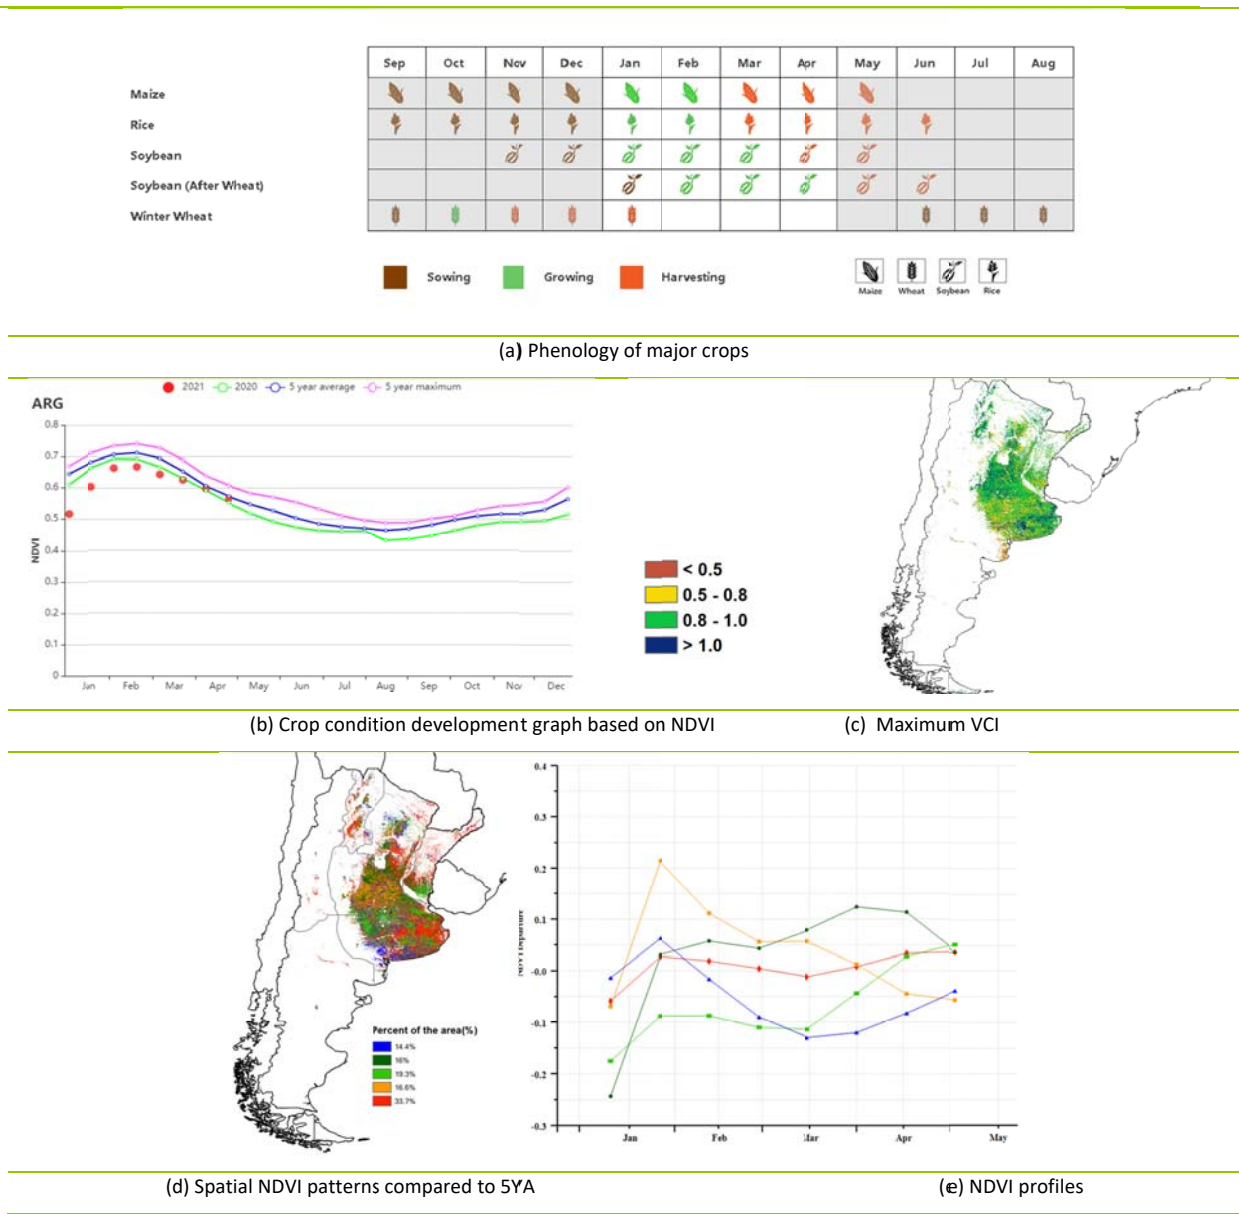 Sep Oct Nov Dec Jan Feb Mar Apr May Jun Jul Aug
Maize
Rice
Soybean
Soybean (After Wheat)
Winter Wheat
Sowing Growing Harvesting
Maize Wheat Soybean Rice
(a) Phenology of major crops
2021 2020 5 year average 5 year maximum
ARG
0.8
0.7
0.6
0.5
0.4
0.3
0.2
0.1
0
NDVI
Jan Feb Mar Apr May Jun Jul Aug Sep Oct Nov Dec
< 0.5
0.5 - 0.8
0.8 - 1.0
> 1.0
(b) Crop condition development graph based on NDVI
(c) Maximum VCI
Percent of the area(%)
14.4%
16%
19.3%
16.6%
33.7%
0.4
0.3
0.2
0.1
-0.0
-0.1
-0.2
-0.3
NDVI Departure
Jan Feb Mar Apr May
(d) Spatial NDVI patterns compared to 5YA
(e) NDVI profiles